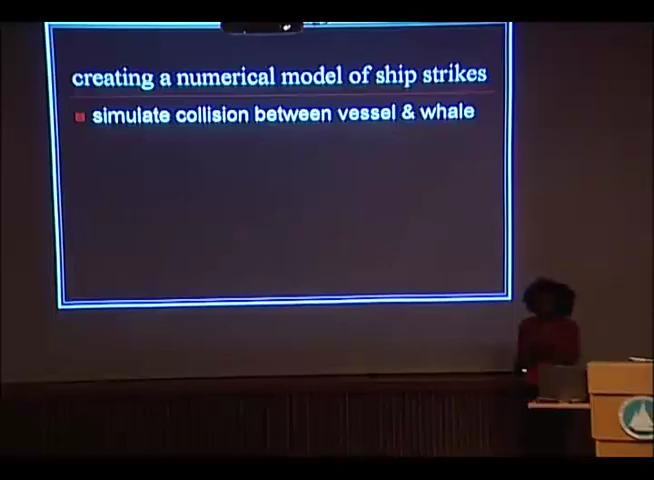 creating a numerical model of ship strikes
simulate collision between vessel & whale